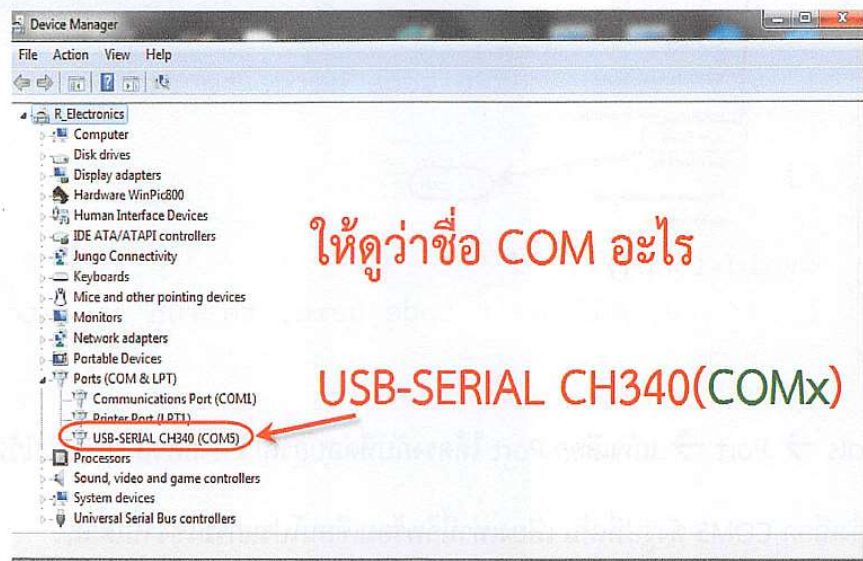 Device Manager
File Action View Help
R_Electronics
Computer
Disk drives
Display adapters
Hardware WinPic800
Human Interface Devices
IDE ATA/ATAPI controllers
Jungo Connectivity
Keyboards
Mice and other pointing devices
Monitors
Network adapters
Portable Devices
Ports (COM & LPT)
Communications Port (COM1)
Printer Port (LPT1)
USB-SERIAL CH340 (COM5)
Processors
Sound, video and game controllers
System devices
Universal Serial Bus controllers
ให้ดูว่าชื่อ COM อะไร
USB-SERIAL CH340(COMx)